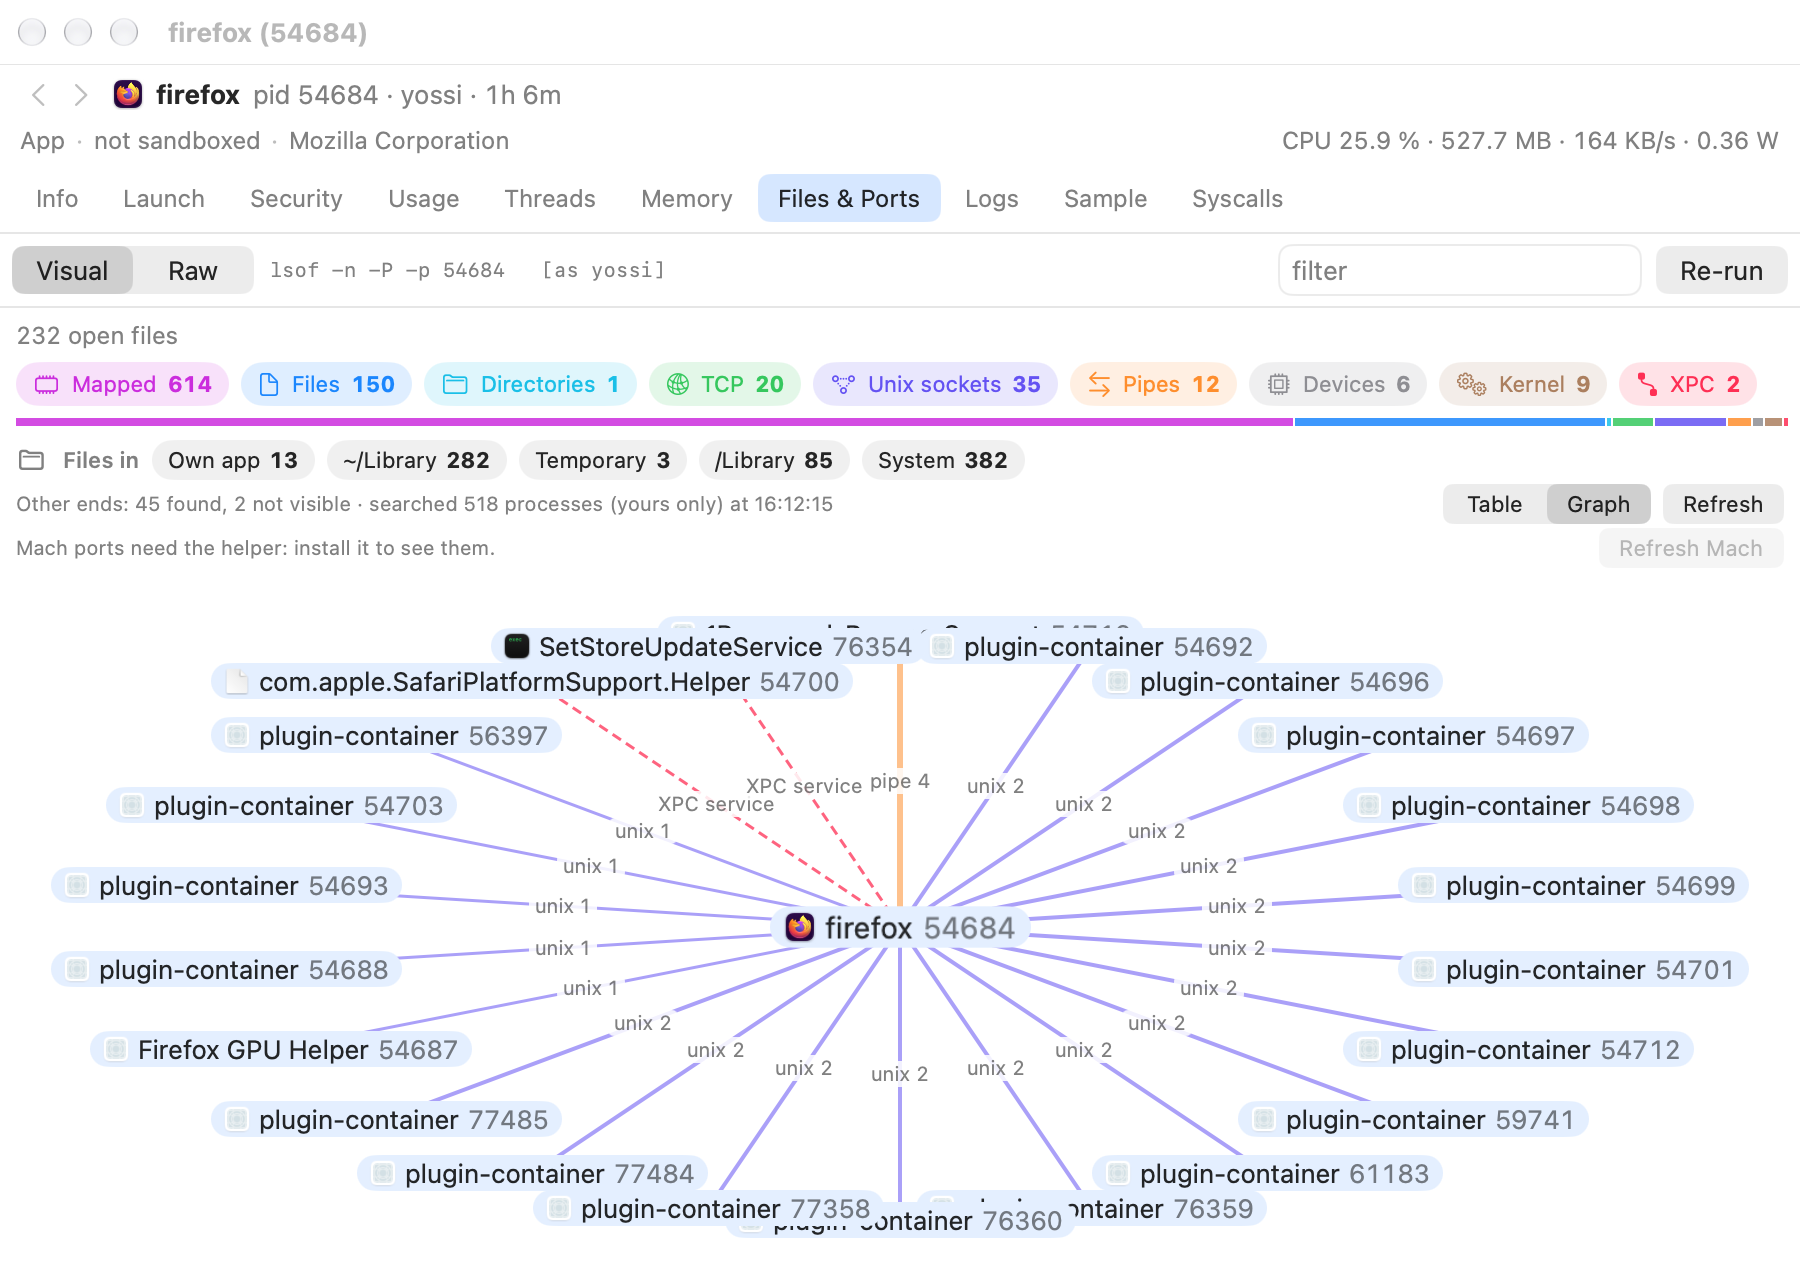 firefox (54684)
firefox pid 54684 · yossi · 1h 6m
App · not sandboxed · Mozilla Corporation
CPU 25.9 % · 527.7 MB · 164 KB/s · 0.36 W
Info Launch Security Usage Threads Memory Files & Ports Logs Sample Syscalls
Visual Raw lsof -n -P -p 54684 [as yossi] filter Re-run
232 open files
Mapped 614 Files 150 Directories 1 TCP 20 Unix sockets 35 Pipes 12 Devices 6 Kernel 9 XPC 2
Files in Own app 13 ~/Library 282 Temporary 3 /Library 85 System 382
Other ends: 45 found, 2 not visible · searched 518 processes (yours only) at 16:12:15
Table Graph Refresh
Mach ports need the helper: install it to see them.
Refresh Mach
SetStoreUpdateService 76354
plugin-container 54692
com.apple.SafariPlatformSupport.Helper 54700
plugin-container 54696
plugin-container 56397
plugin-container 54697
XPC service pipe 4 unix 2
plugin-container 54703
XPC service
unix 2
plugin-container 54698
unix 1
unix 2
unix 1
unix 2
plugin-container 54693
plugin-container 54699
unix 1
unix 2
firefox 54684
unix 1
unix 2
plugin-container 54688
plugin-container 54701
unix 1
unix 2
unix 2
unix 2
Firefox GPU Helper 54687
unix 2
unix 2
plugin-container 54712
unix 2
unix 2
unix 2
plugin-container 77485
plugin-container 59741
plugin-container 77484
plugin-container 61183
plugin-container 77358
76359
76360